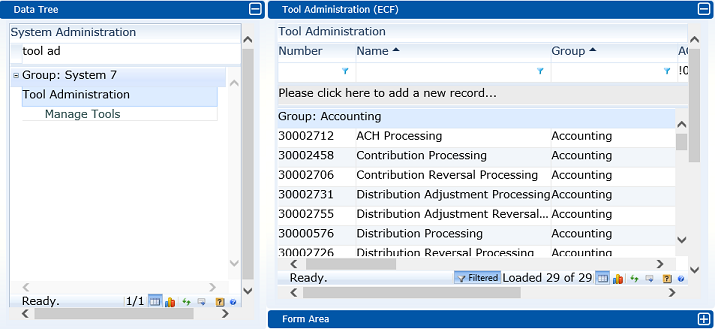 Data Tree
System Administration
tool ad
Group: System 7
Tool Administration
Manage Tools
Ready. 1/1
Tool Administration (ECF)
Tool Administration
Number Name Group AC
!0
Please click here to add a new record...
Group: Accounting
30002712 ACH Processing Accounting
30002458 Contribution Processing Accounting
30002706 Contribution Reversal Processing Accounting
30002731 Distribution Adjustment Processing Accounting
30002755 Distribution Adjustment Reversal... Accounting
30000576 Distribution Processing Accounting
30002726 Distribution Reversal Processing Accounting
Ready. Filtered Loaded 29 of 29
Form Area